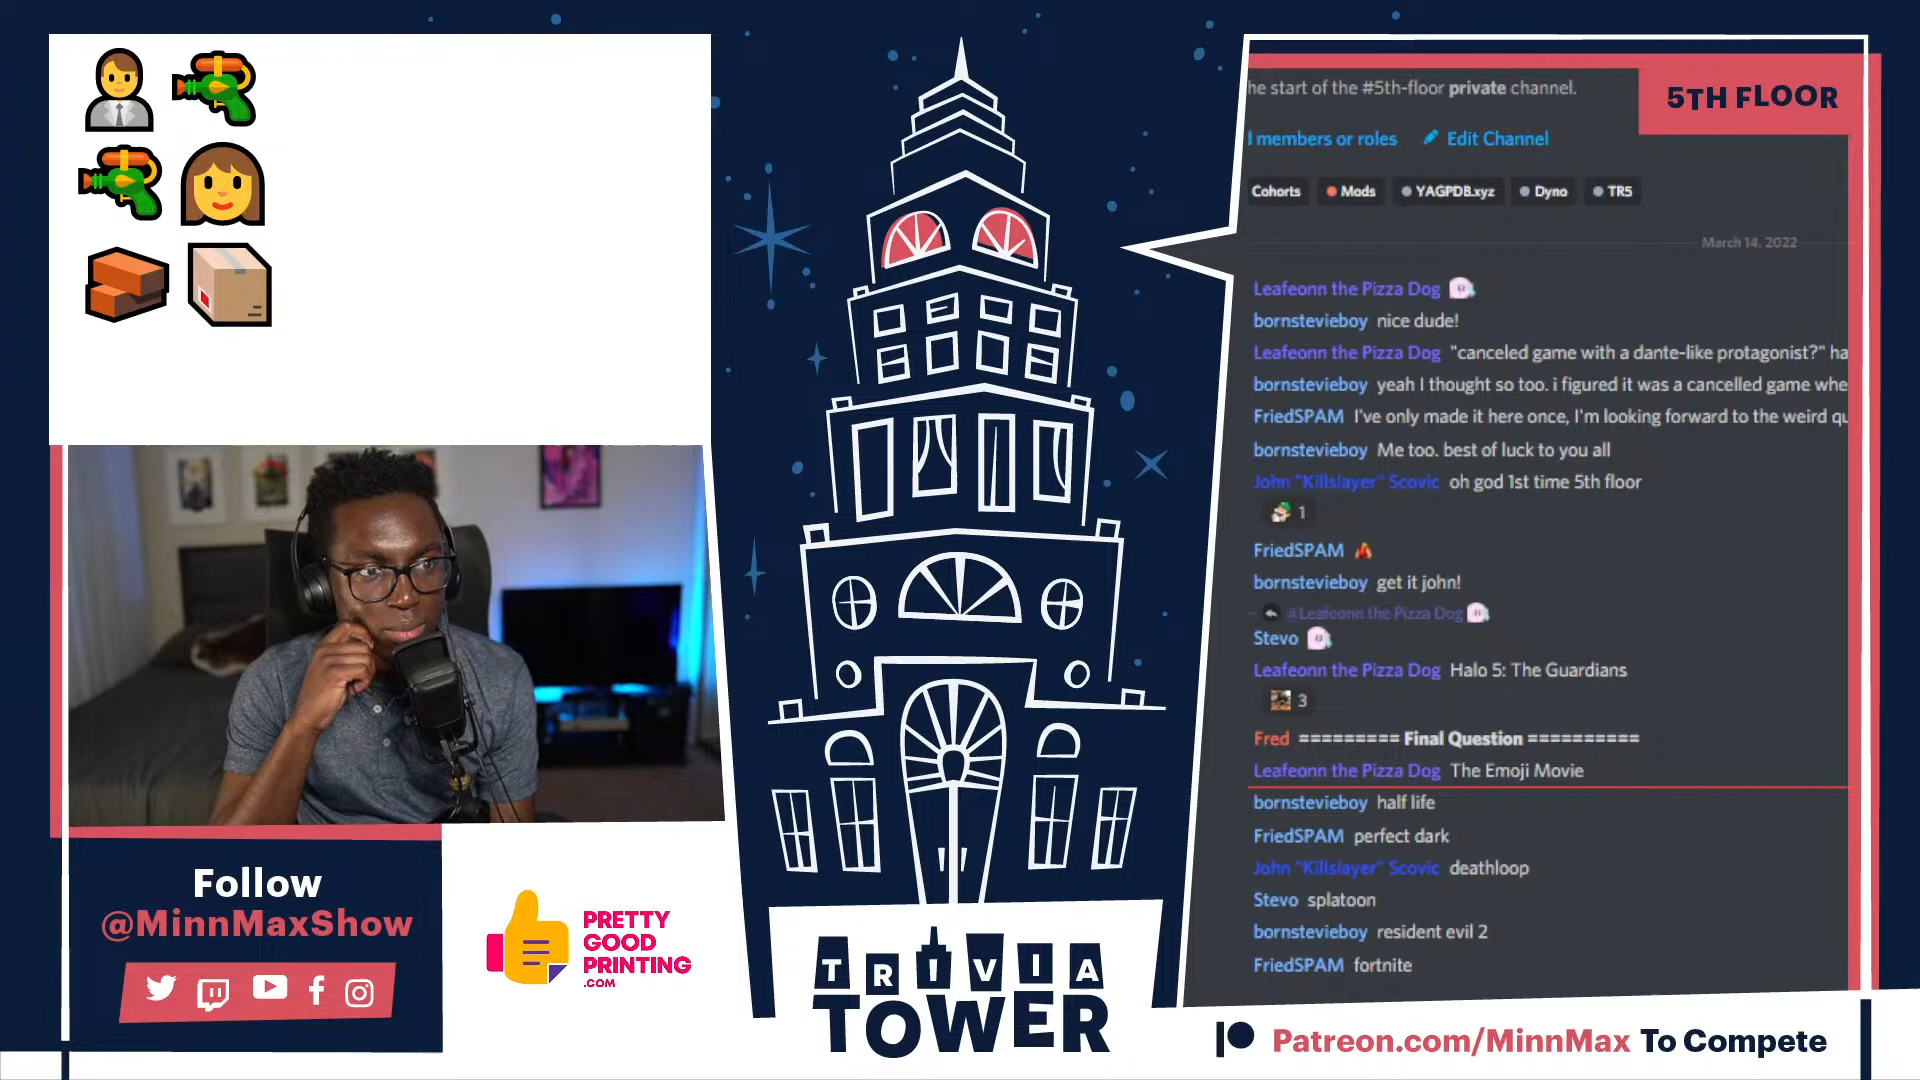 5TH FLOOR
he start of the #5th-floor private channel.
d members or roles Edit Channel
Cohorts Mods YAGPDB.xyz Dyno TR5
March 14, 2022
Leafeonn the Pizza Dog
bornstevieboy nice dude!
Leafeonn the Pizza Dog "canceled game with a dante-like protagonist?" ha
bornstevieboy yeah I thought so too. i figured it was a cancelled game whe
FriedSPAM I've only made it here once, I'm looking forward to the weird qu
bornstevieboy Me too. best of luck to you all
John "Killslayer" Scovic oh god 1st time 5th floor
1
FriedSPAM
bornstevieboy get it john!
@Leafeonn the Pizza Dog
Stevo
Leafeonn the Pizza Dog Halo 5: The Guardians
3
Fred ========= Final Question ==========
Leafeonn the Pizza Dog The Emoji Movie
bornstevieboy half life
FriedSPAM perfect dark
John "Killslayer" Scovic deathloop
Stevo splatoon
bornstevieboy resident evil 2
FriedSPAM fortnite
Follow
@MinnMaxShow
PRETTY
GOOD
PRINTING
.COM
TRIVIA
TOWER
Patreon.com/MinnMax To Compete